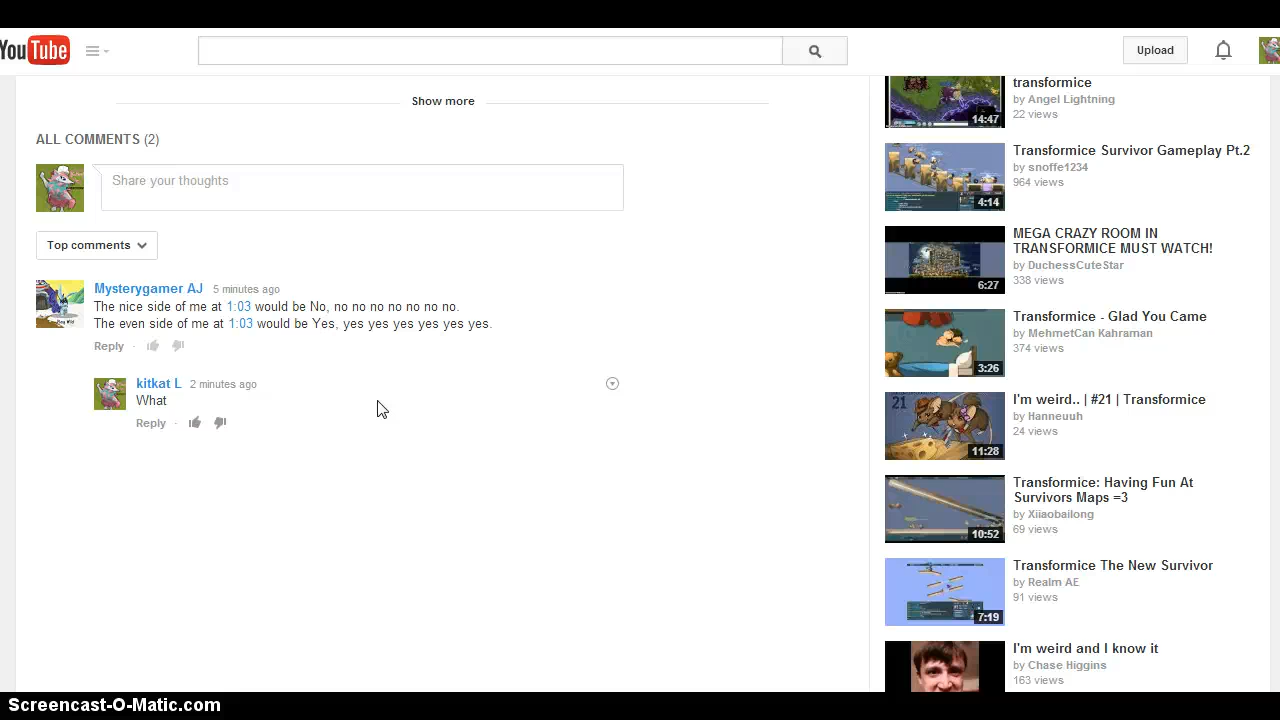 YouTube
Upload
Show more
ALL COMMENTS (2)
Share your thoughts
Top comments
Mysterygamer AJ 5 minutes ago
The nice side of me at 1:03 would be No, no no no no no no no.
The even side of me at 1:03 would be Yes, yes yes yes yes yes yes.
Reply
kitkat L 2 minutes ago
What
Reply
transformice
by Angel Lightning
22 views
14:47
Transformice Survivor Gameplay Pt.2
by snoffe1234
964 views
4:14
MEGA CRAZY ROOM IN
TRANSFORMICE MUST WATCH!
by DuchessCuteStar
338 views
6:27
Transformice - Glad You Came
by MehmetCan Kahraman
374 views
3:26
I'm weird.. | #21 | Transformice
by Hanneuuh
24 views
21
11:28
Transformice: Having Fun At
Survivors Maps =3
by Xiiaobailong
69 views
10:52
Transformice The New Survivor
by Realm AE
91 views
7:19
I'm weird and I know it
by Chase Higgins
163 views
Screencast-O-Matic.com